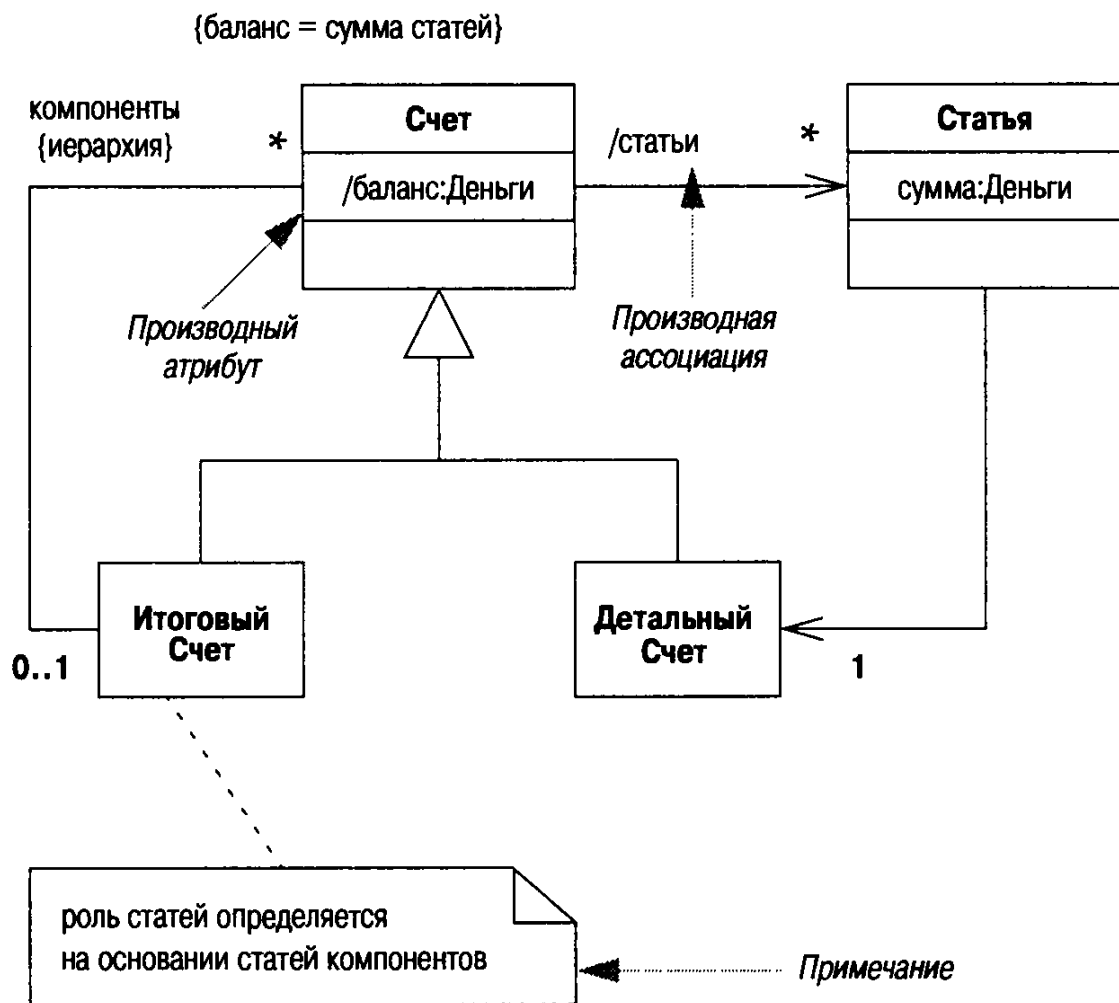 {баланс = сумма статей}
компоненты
{иерархия}
*
Счет
/баланс:Деньги
/статьи
*
Статья
сумма:Деньги
Производный
атрибут
Производная
ассоциация
Итоговый
Счет
0..1
Детальный
Счет
1
роль статей определяется
на основании статей компонентов
Примечание